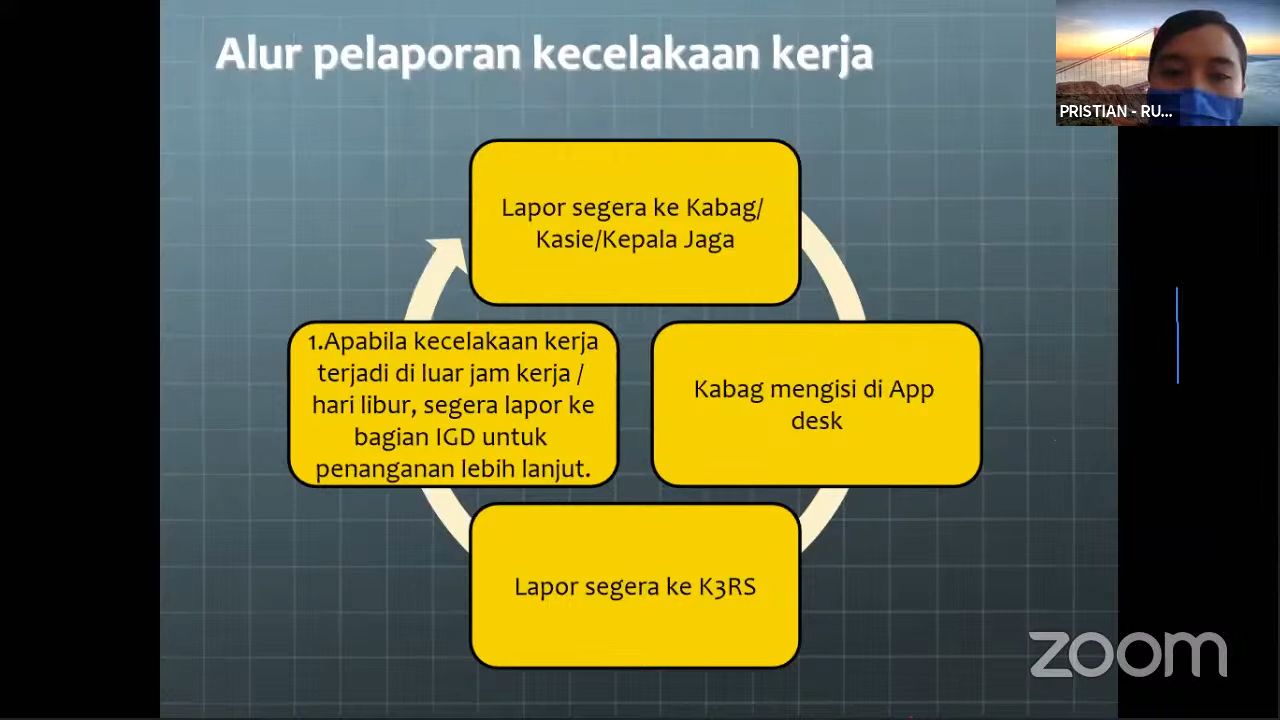 Alur pelaporan kecelakaan kerja
PRISTIAN - RU...
Lapor segera ke Kabag/
Kasie/Kepala Jaga
1.Apabila kecelakaan kerja
terjadi di luar jam kerja /
hari libur, segera lapor ke
bagian IGD untuk
penanganan lebih lanjut.
Kabag mengisi di App
desk
Lapor segera ke K3RS
zoom